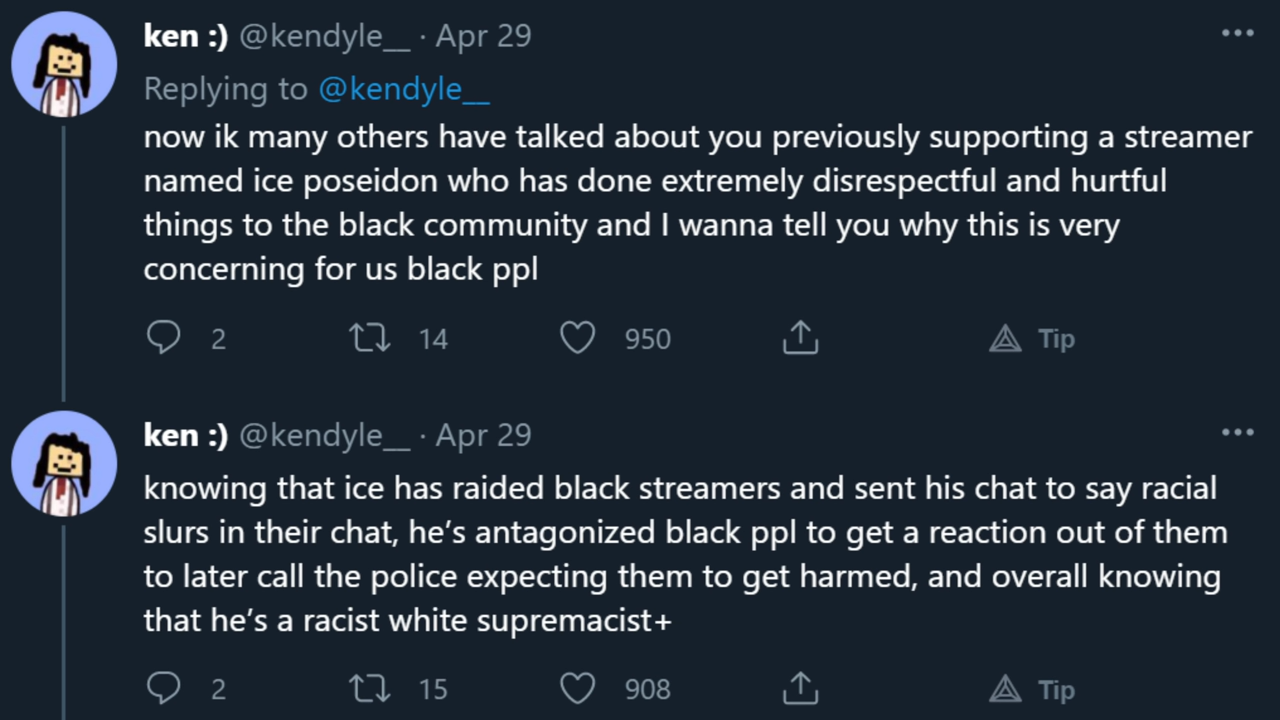 ken :) @kendyle__ · Apr 29
Replying to @kendyle__
now ik many others have talked about you previously supporting a streamer
named ice poseidon who has done extremely disrespectful and hurtful
things to the black community and I wanna tell you why this is very
concerning for us black ppl
2 14 950 Tip
ken :) @kendyle__ · Apr 29
knowing that ice has raided black streamers and sent his chat to say racial
slurs in their chat, he’s antagonized black ppl to get a reaction out of them
to later call the police expecting them to get harmed, and overall knowing
that he’s a racist white supremacist+
2 15 908 Tip